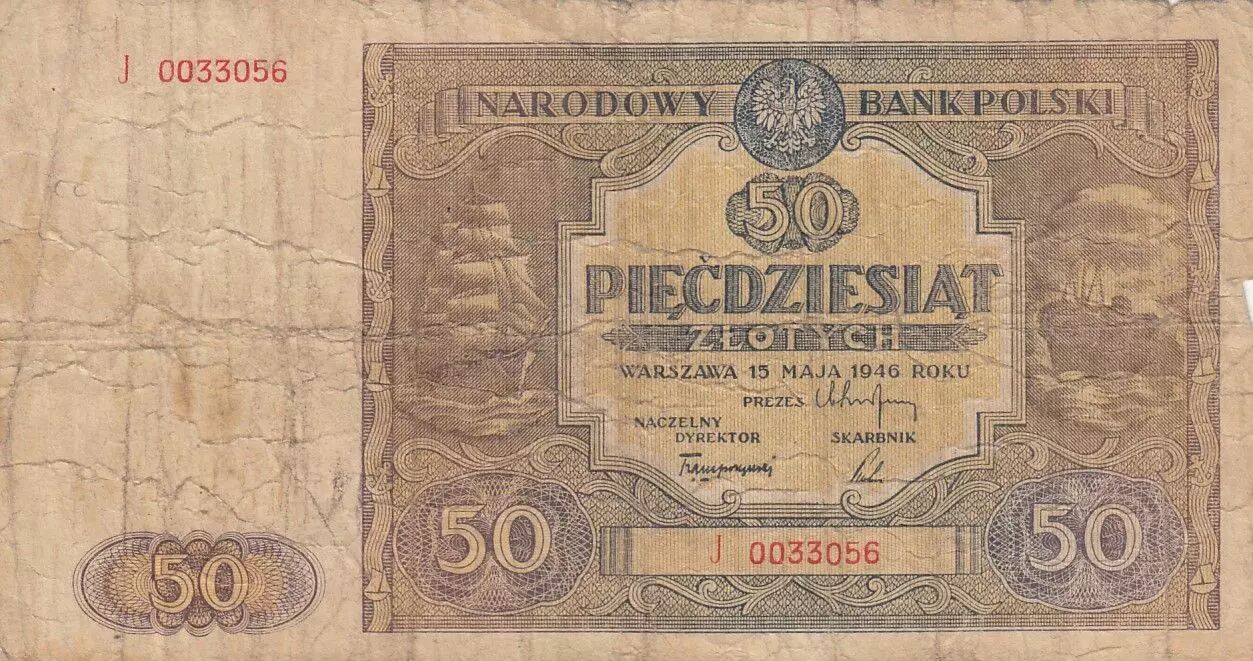 J 0033056
NARODOWY BANK POLSKI
50
PIĘĆDZIESIĄT
ZŁOTYCH
WARSZAWA 15 MAJA 1946 ROKU
PREZES
NACZELNY
DYREKTOR SKARBNIK
50 50
J 0033056
50